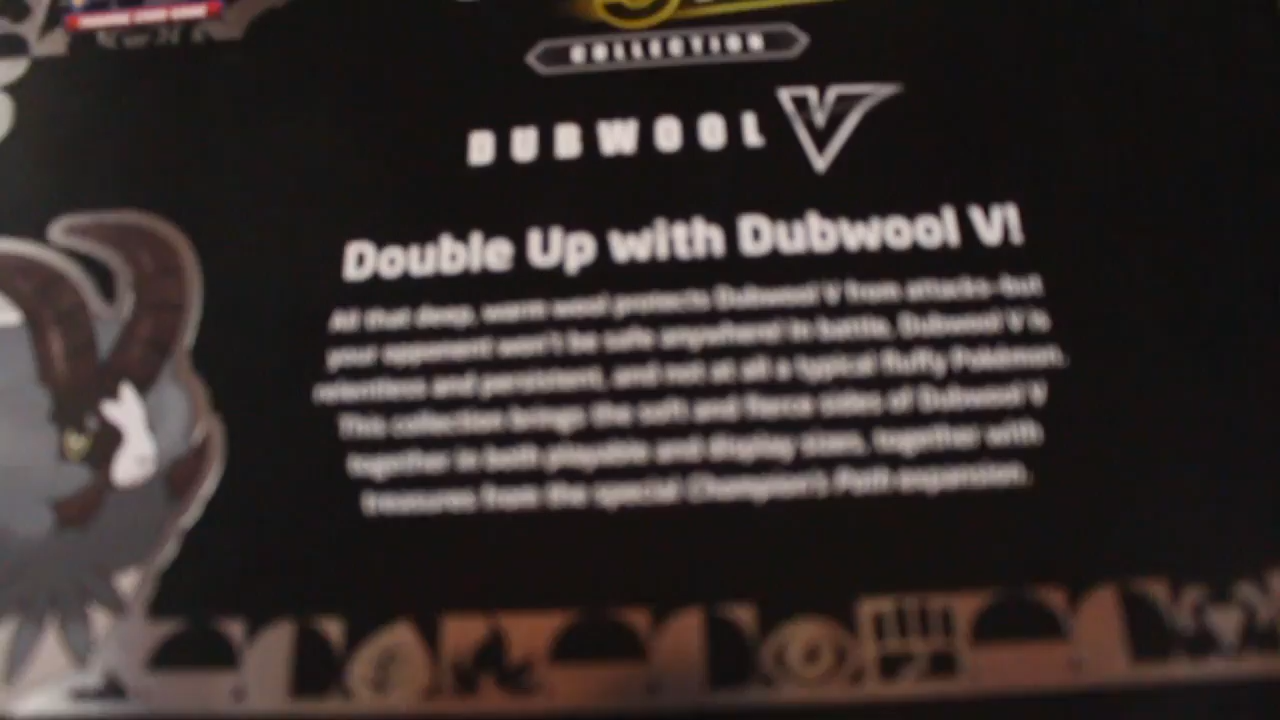 COLLECTION
DUBWOOL V
Double Up with Dubwool V!
All that deep, warm wool protects Dubwool V from attacks–but
your opponent won't be safe anywhere! In battle, Dubwool V is
relentless and persistent, and not at all a typical fluffy Pokémon.
This collection brings the soft and fierce sides of Dubwool V
together in both playable and display sizes, together with
treasures from the special Champion's Path expansion.